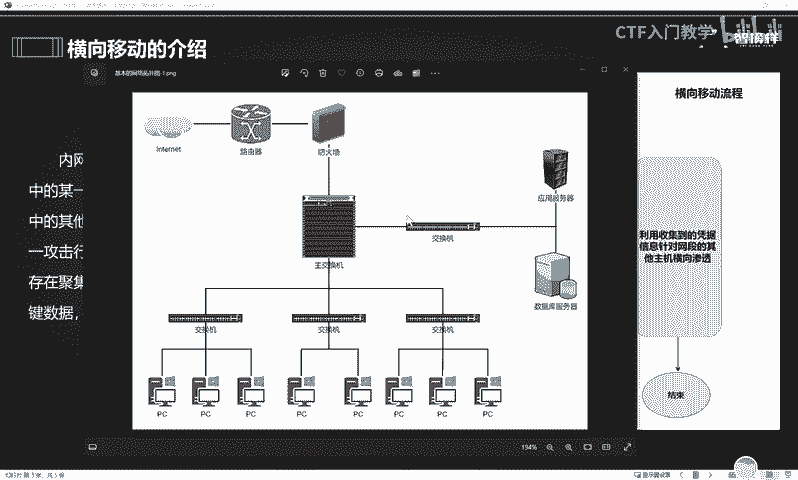 CTF入门教学
横向移动的介绍
基本的网络拓扑图-1.png
横向移动流程
Internet
路由器
防火墙
应用服务器
内网
中的某一
中的其他
一攻击行
存在聚集
键数据,
交换机
主交换机
数据库服务器
利用收集到的凭据
信息针对网段的其
他主机横向渗透
交换机
交换机
交换机
PC
PC
PC
PC
PC
PC
PC
PC
结束
194%